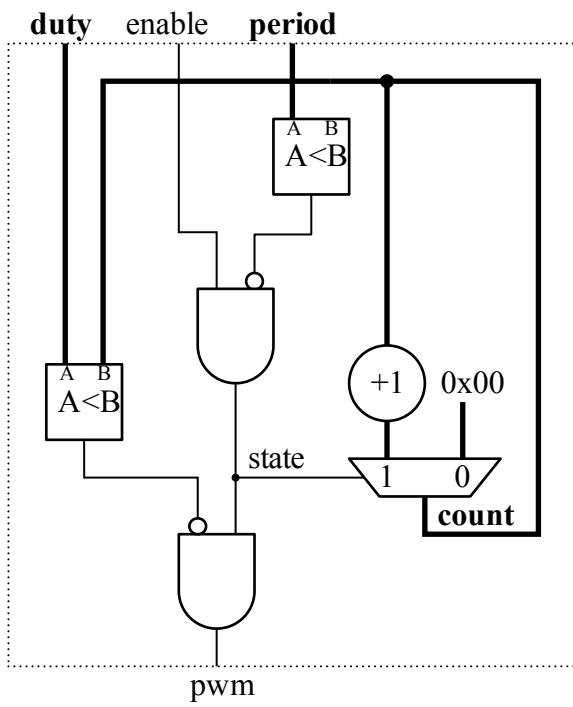 duty enable period
A B
A<B
A B
A<B
+1 0x00
state
1 0
count
pwm